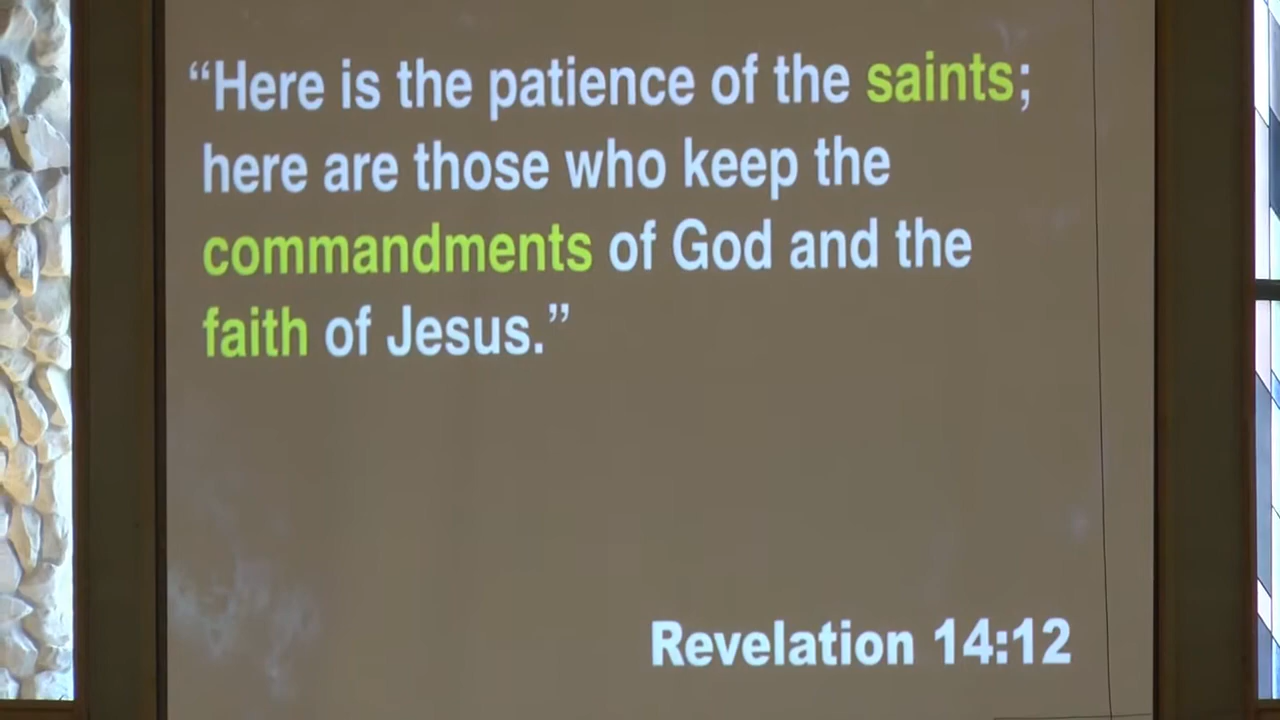 “Here is the patience of the saints;
here are those who keep the
commandments of God and the
faith of Jesus.”
Revelation 14:12